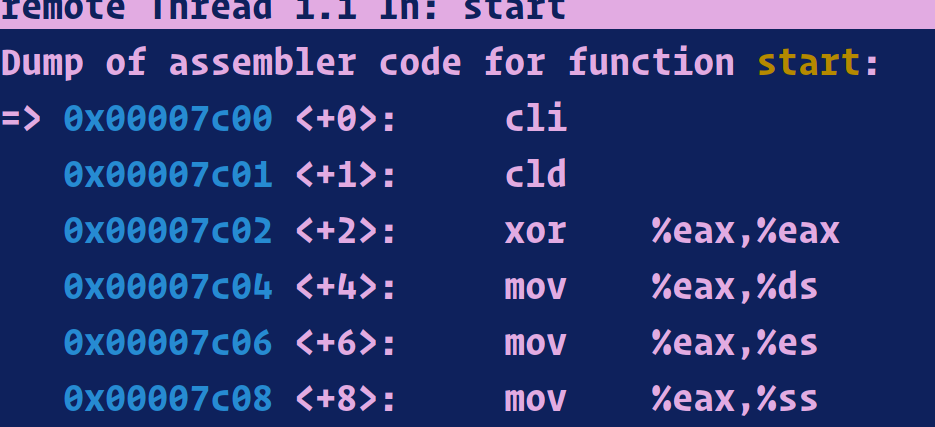 remote Thread 1.1 In: start
Dump of assembler code for function start:
=> 0x00007c00 <+0>:     cli
   0x00007c01 <+1>:     cld
   0x00007c02 <+2>:     xor    %eax,%eax
   0x00007c04 <+4>:     mov    %eax,%ds
   0x00007c06 <+6>:     mov    %eax,%es
   0x00007c08 <+8>:     mov    %eax,%ss